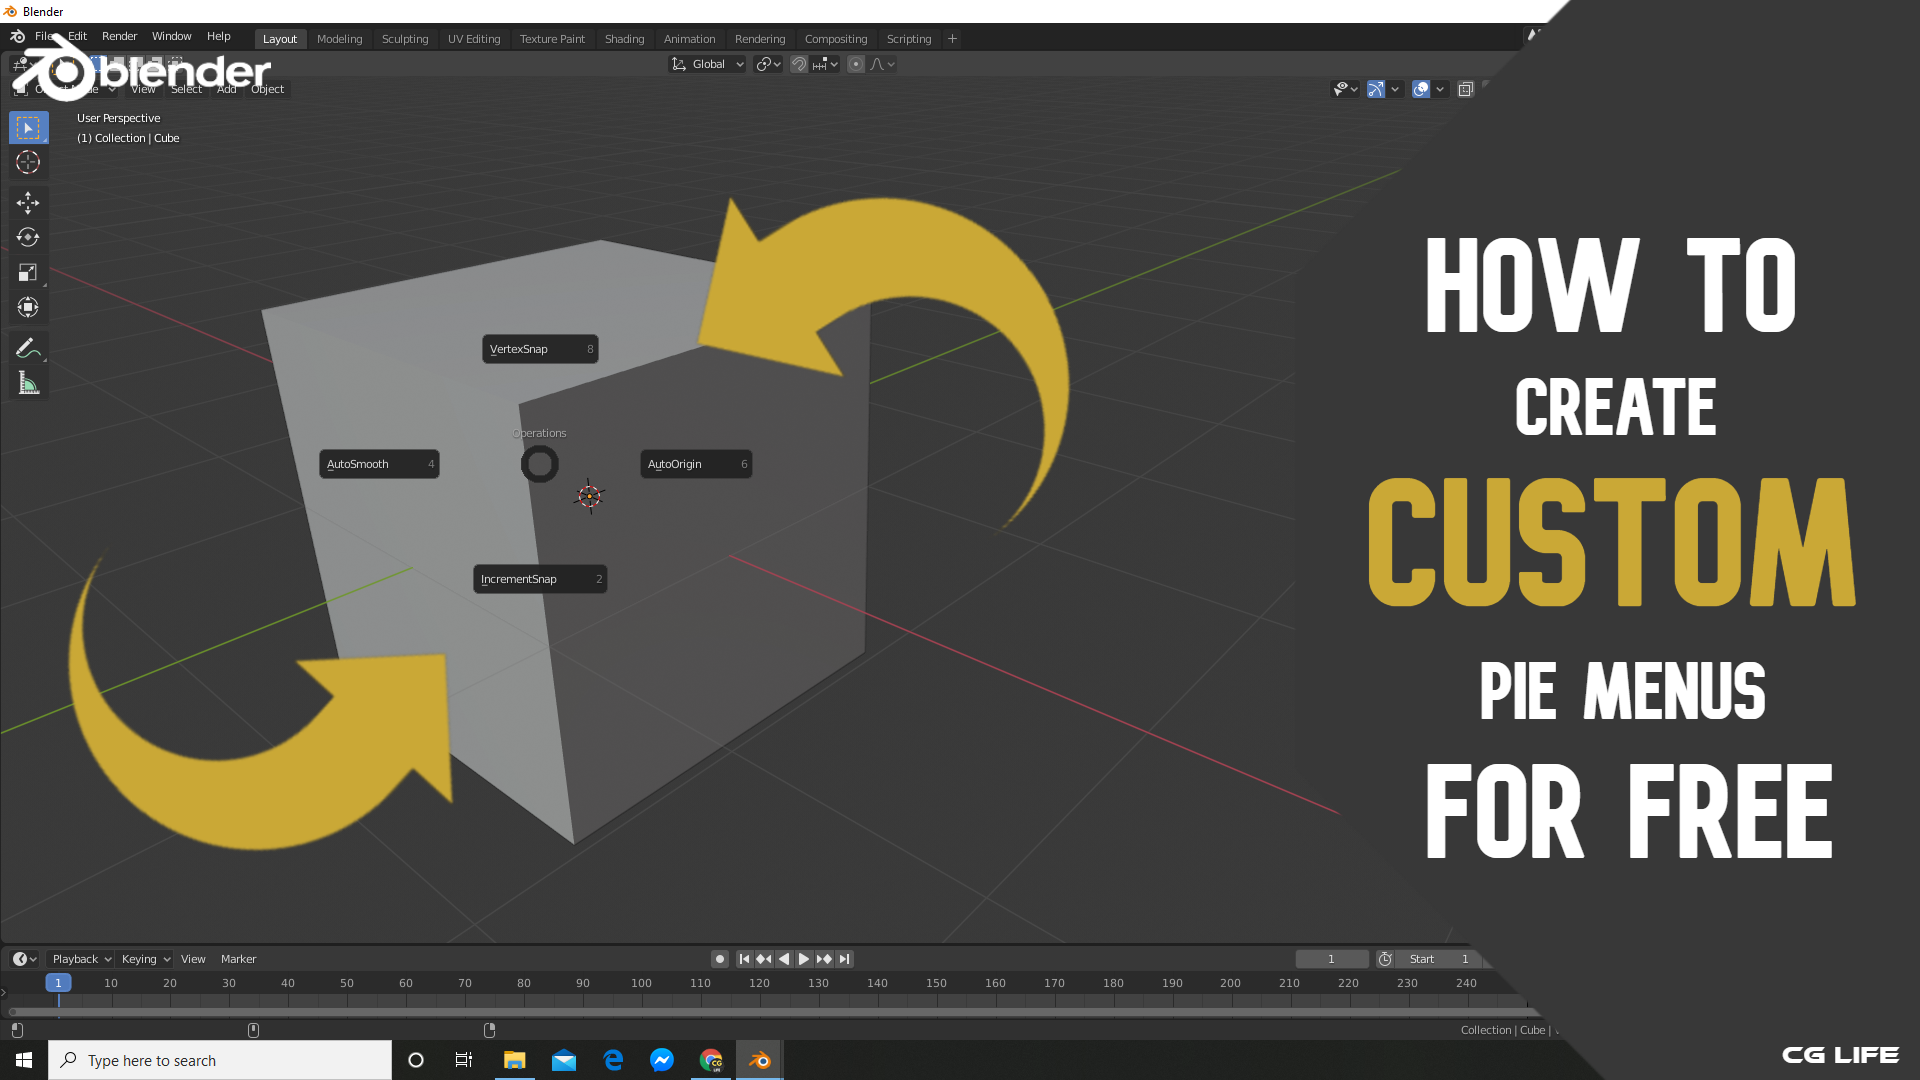 Blender
File Edit Render Window Help
Layout Modeling Sculpting UV Editing Texture Paint Shading Animation Rendering Compositing Scripting +
blender
Global
View Select Add Object
User Perspective
(1) Collection | Cube
VertexSnap 8
Operations
AutoSmooth 4
AutoOrigin 6
IncrementSnap 2
HOW TO
CREATE
CUSTOM
PIE MENUS
FOR FREE
Playback Keying View Marker
1 Start 1
1 10 20 30 40 50 60 70 80 90 100 110 120 130 140 150 160 170 180 190 200 210 220 230 240
Collection | Cube |
Type here to search
CG LIFE